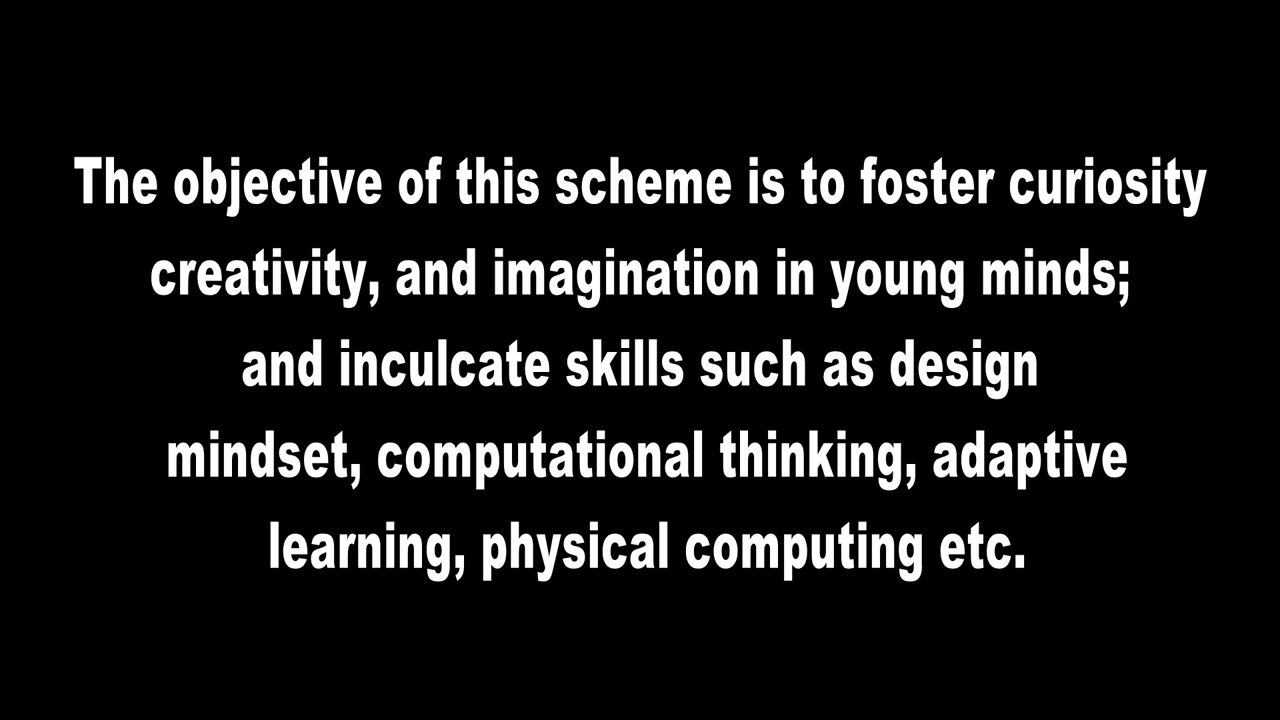 The objective of this scheme is to foster curiosity
creativity, and imagination in young minds;
and inculcate skills such as design
mindset, computational thinking, adaptive
learning, physical computing etc.